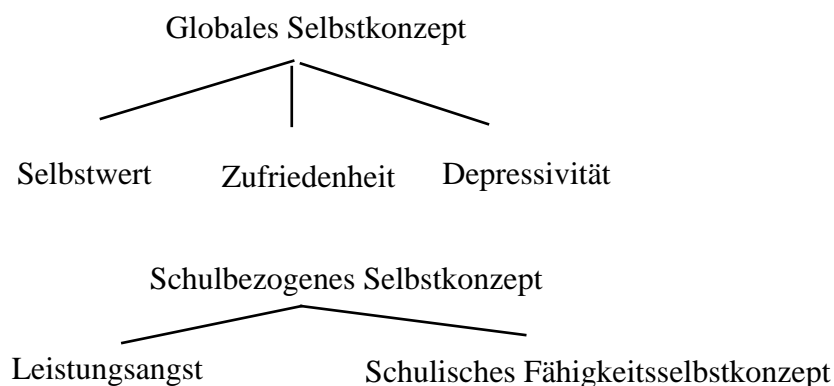 Globales Selbstkonzept
Selbstwert Zufriedenheit Depressivität
Schulbezogenes Selbstkonzept
Leistungsangst Schulisches Fähigkeitsselbstkonzept